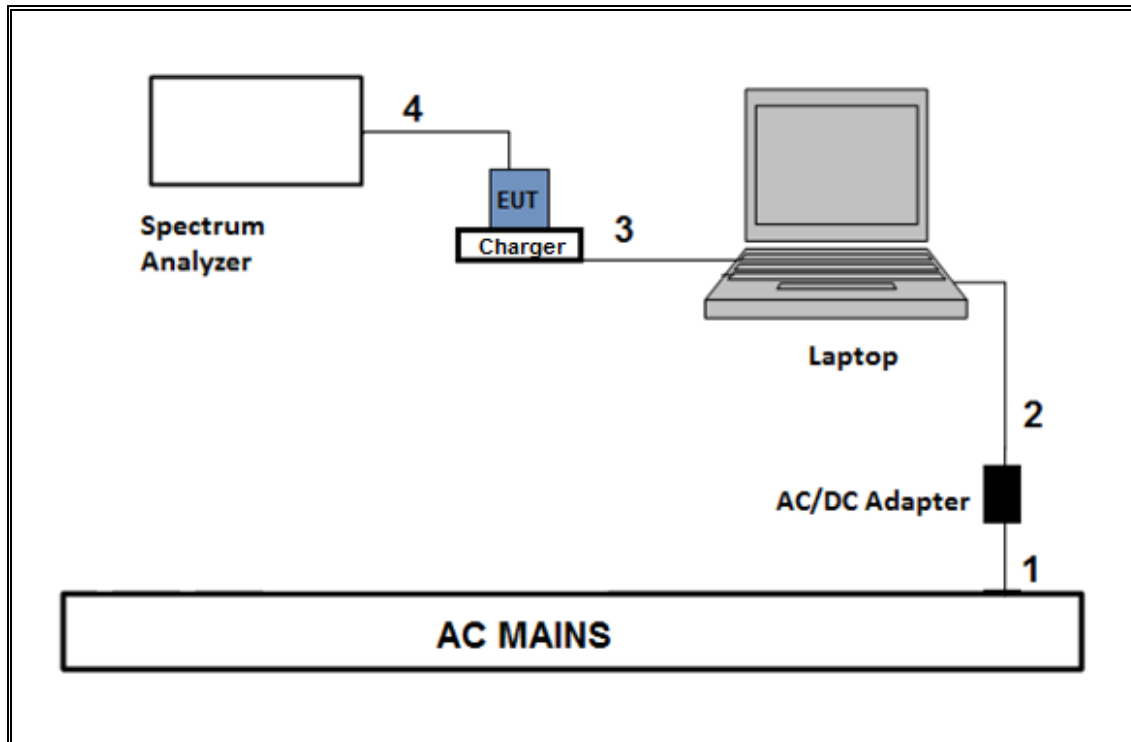 4
EUT
Charger
3
Spectrum
Analyzer
Laptop
2
AC/DC Adapter
1
AC MAINS